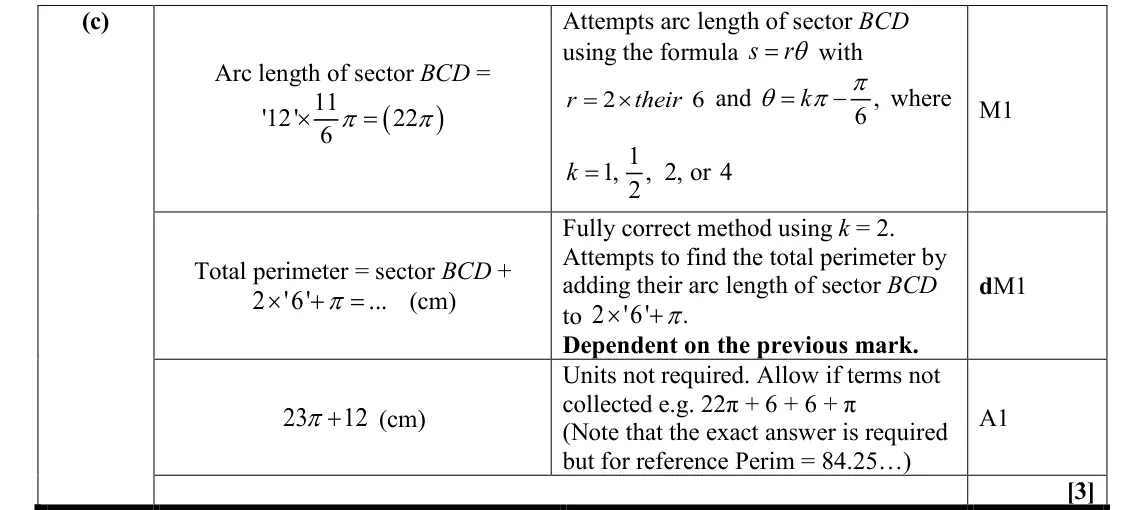 (c)
Arc length of sector BCD =
'12'× 11/6 π = (22π)
Attempts arc length of sector BCD
using the formula s = rθ with
r = 2×their 6 and θ = kπ − π/6, where
k = 1, 1/2, 2, or 4
M1
Total perimeter = sector BCD +
2×'6'+ π = ... (cm)
Fully correct method using k = 2.
Attempts to find the total perimeter by
adding their arc length of sector BCD
to 2×'6'+ π.
Dependent on the previous mark.
dM1
23π +12 (cm)
Units not required. Allow if terms not
collected e.g. 22π + 6 + 6 + π
(Note that the exact answer is required
but for reference Perim = 84.25…)
A1
[3]